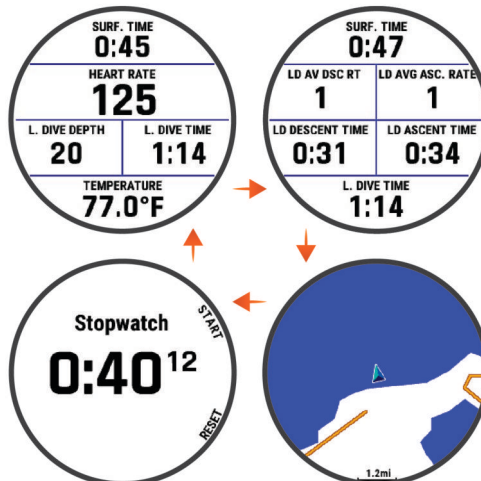 SURF. TIME
0:45
HEART RATE
125
L. DIVE DEPTH L. DIVE TIME
20 1:14
TEMPERATURE
77.0°F
SURF. TIME
0:47
LD AV DSC RT LD AVG ASC. RATE
1 1
LD DESCENT TIME LD ASCENT TIME
0:31 0:34
L. DIVE TIME
1:14
Stopwatch
0:40 12
START
RESET
1.2mi